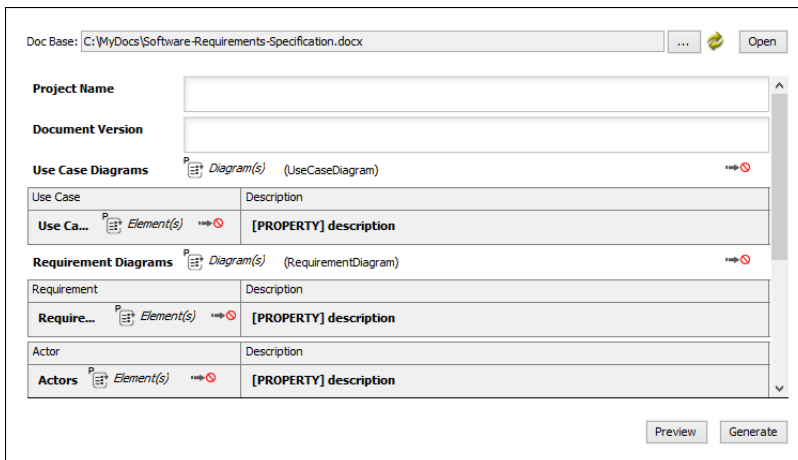 Doc Base: C:\MyDocs\Software-Requirements-Specification.docx ... Open
Project Name
Document Version
Use Case Diagrams P Diagram(s) (UseCaseDiagram)
Use Case Description
Use Ca... P Element(s) [PROPERTY] description
Requirement Diagrams P Diagram(s) (RequirementDiagram)
Requirement Description
Require... P Element(s) [PROPERTY] description
Actor Description
Actors P Element(s) [PROPERTY] description
Preview Generate